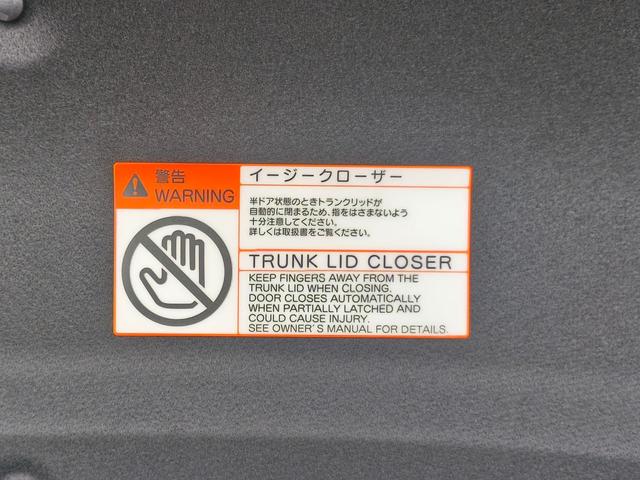 警告
WARNING
イージークローザー
半ドア状態のときトランクリッドが
自動的に閉まるため、指をはさまないよう
十分注意してください。
詳しくは取扱書をご覧ください。
TRUNK LID CLOSER
KEEP FINGERS AWAY FROM THE
TRUNK LID WHEN CLOSING.
DOOR CLOSES AUTOMATICALLY
WHEN PARTIALLY LATCHED AND
COULD CAUSE INJURY.
SEE OWNER'S MANUAL FOR DETAILS.